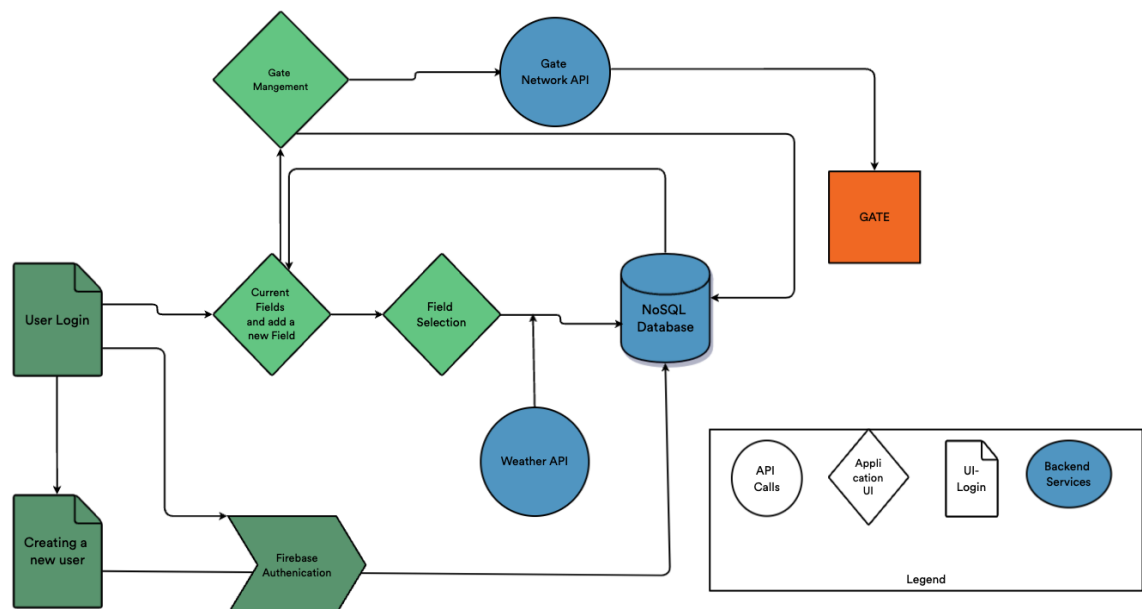 Gate
Mangement
Gate
Network API
GATE
User Login
Current
Fields
and add a
new Field
Field
Selection
NoSQL
Database
Weather API
Creating a
new user
Firebase
Authenication
API
Calls
Appli
cation
UI
UI-
Login
Backend
Services
Legend